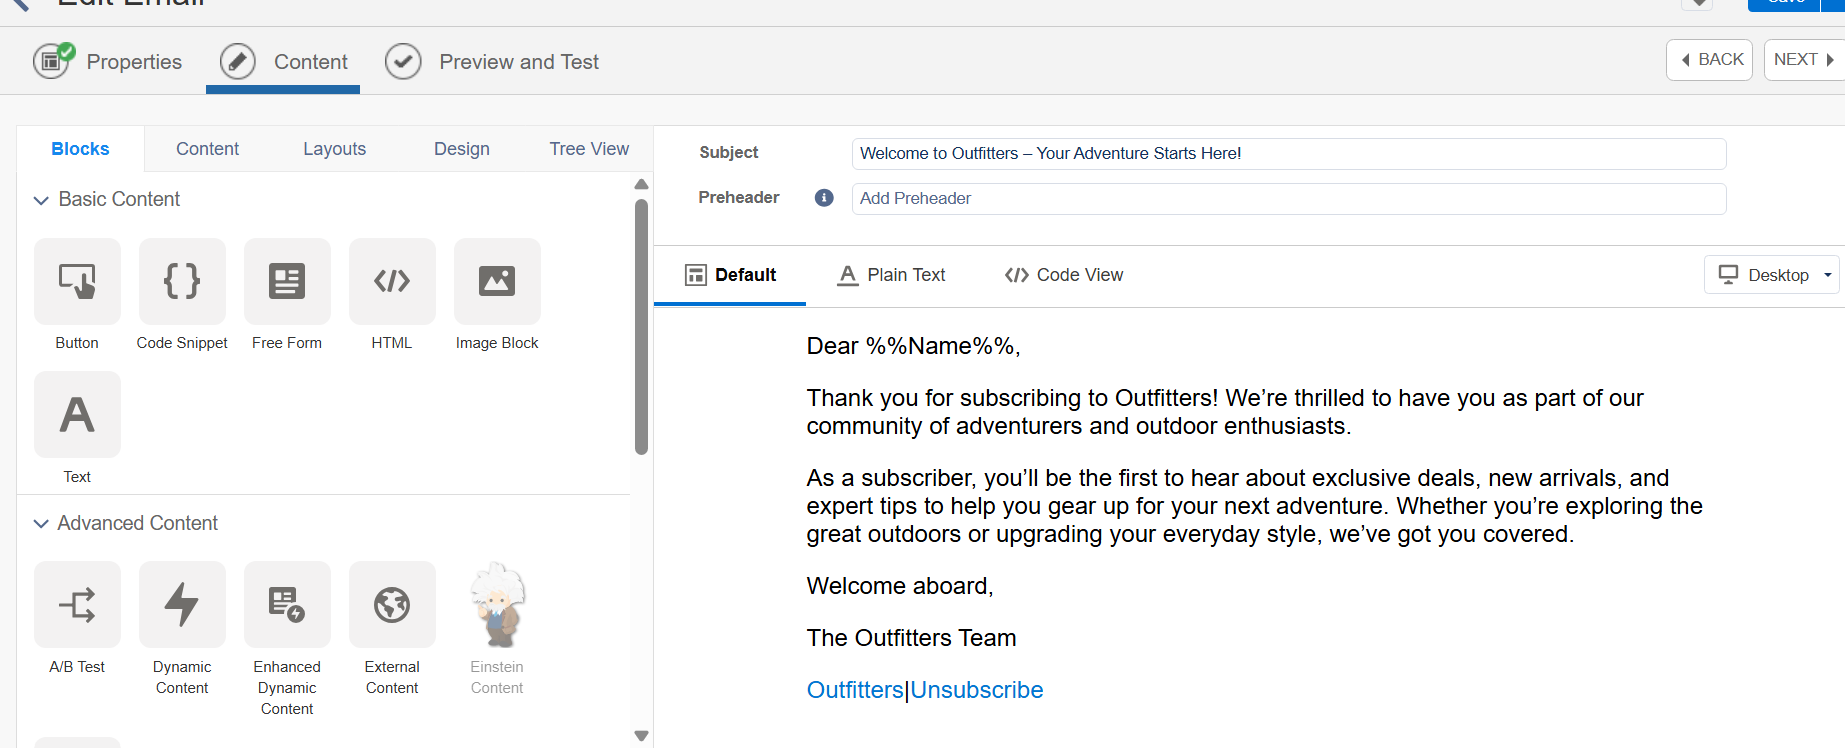 Edit Email
Save
Properties
Content
Preview and Test
BACK
NEXT
Blocks
Content
Layouts
Design
Tree View
Basic Content
Button
Code Snippet
Free Form
HTML
Image Block
A
Text
Advanced Content
A/B Test
Dynamic
Content
Enhanced
Dynamic
Content
External
Content
Einstein
Content
Subject
Welcome to Outfitters – Your Adventure Starts Here!
Preheader
Add Preheader
Default
A Plain Text
</> Code View
Desktop
Dear %%Name%%,
Thank you for subscribing to Outfitters! We’re thrilled to have you as part of our
community of adventurers and outdoor enthusiasts.
As a subscriber, you’ll be the first to hear about exclusive deals, new arrivals, and
expert tips to help you gear up for your next adventure. Whether you’re exploring the
great outdoors or upgrading your everyday style, we’ve got you covered.
Welcome aboard,
The Outfitters Team
Outfitters|Unsubscribe